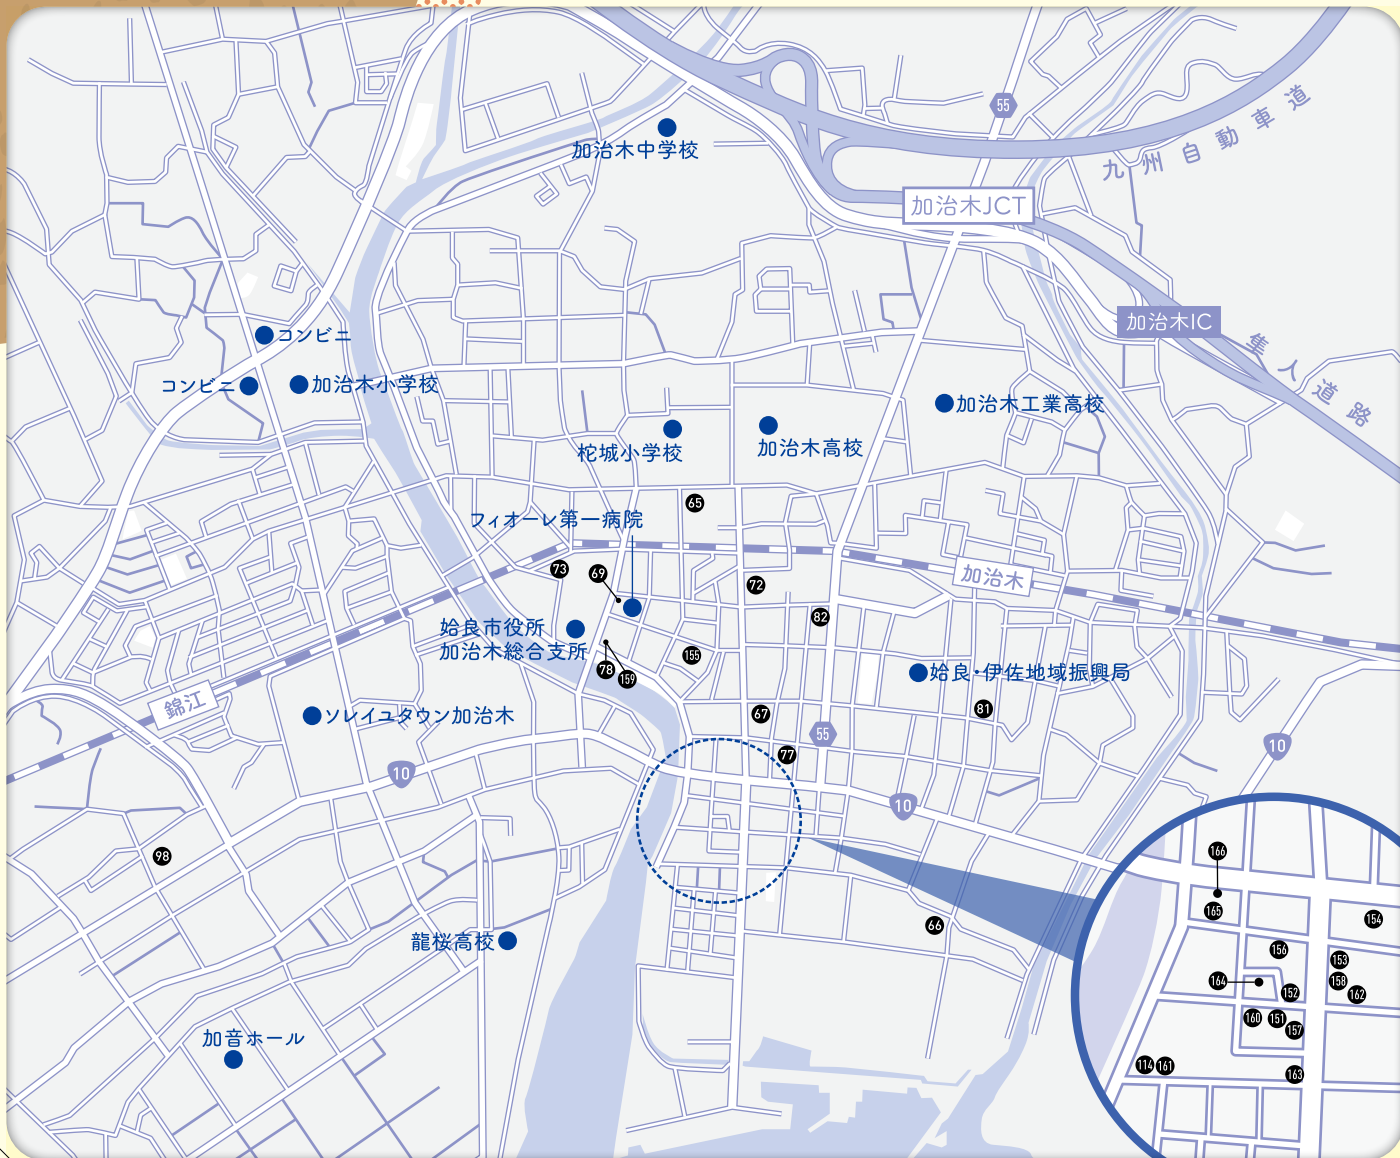 55
九州自動車道
加治木中学校
加治木JCT
加治木IC
隼人道路
コンビニ
コンビニ
加治木小学校
加治木工業高校
柁城小学校
加治木高校
65
フィオーレ第一病院
73
69
72
加治木
82
姶良市役所
加治木総合支所
155
78
159
姶良・伊佐地域振興局
錦江
ソレイユタウン加治木
67
81
55
77
10
10
10
98
66
龍桜高校
加音ホール
166
165
154
156
153
164
158
152
162
160
151
157
114
161
163